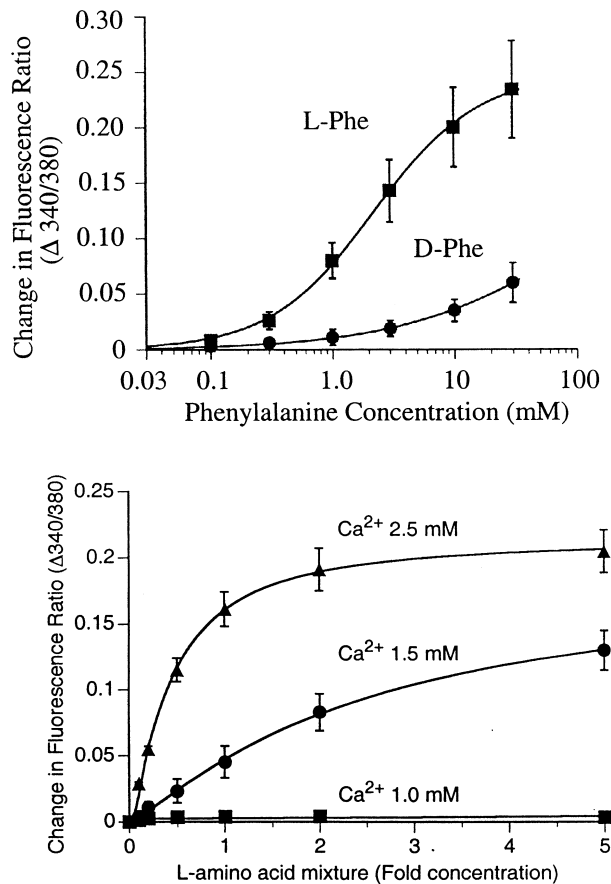 Change in Fluorescence Ratio
(Δ 340/380)
0.30
0.25
0.20
0.15
0.10
0.05
0
L-Phe
D-Phe
0.03 0.1 1.0 10 100
Phenylalanine Concentration (mM)
Change in Fluorescence Ratio (Δ340/380)
0.25
0.2
0.15
0.1
0.05
0
Ca²⁺ 2.5 mM
Ca²⁺ 1.5 mM
Ca²⁺ 1.0 mM
0 1 2 3 4 5
L-amino acid mixture (Fold concentration)